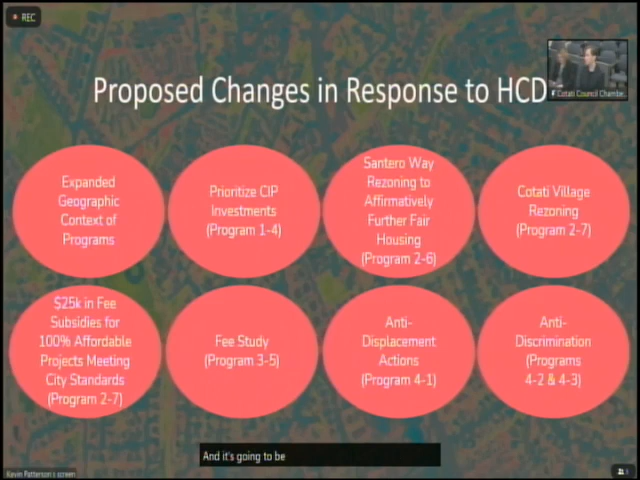 REC
Proposed Changes in Response to HCD
Cotati Council Chambe...
Expanded
Geographic
Context of
Programs
Prioritize CIP
Investments
(Program 1-4)
Santero Way
Rezoning to
Affirmatively
Further Fair
Housing
(Program 2-6)
Cotati Village
Rezoning
(Program 2-7)
$25k in Fee
Subsidies for
100% Affordable
Projects Meeting
City Standards
(Program 2-7)
Fee Study
(Program 3-5)
Anti-
Displacement
Actions
(Program 4-1)
Anti-
Discrimination
(Programs
4-2 & 4-3)
And it's going to be
Kevin Patterson's screen